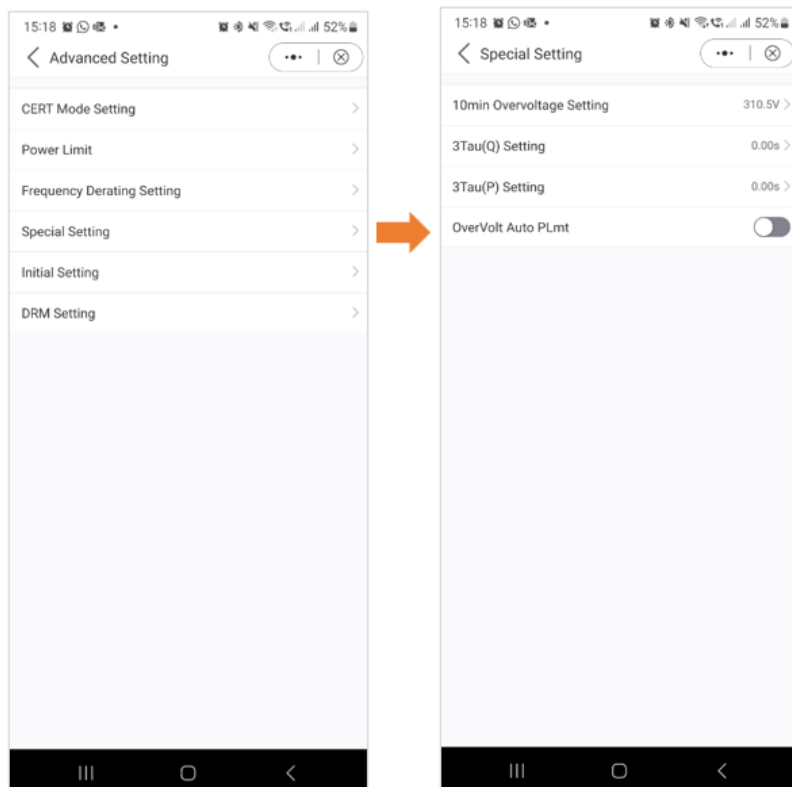 15:18
52%
Advanced Setting
CERT Mode Setting
Power Limit
Frequency Derating Setting
Special Setting
Initial Setting
DRM Setting
15:18
52%
Special Setting
10min Overvoltage Setting
310.5V
3Tau(Q) Setting
0.00s
3Tau(P) Setting
0.00s
OverVolt Auto PLmt